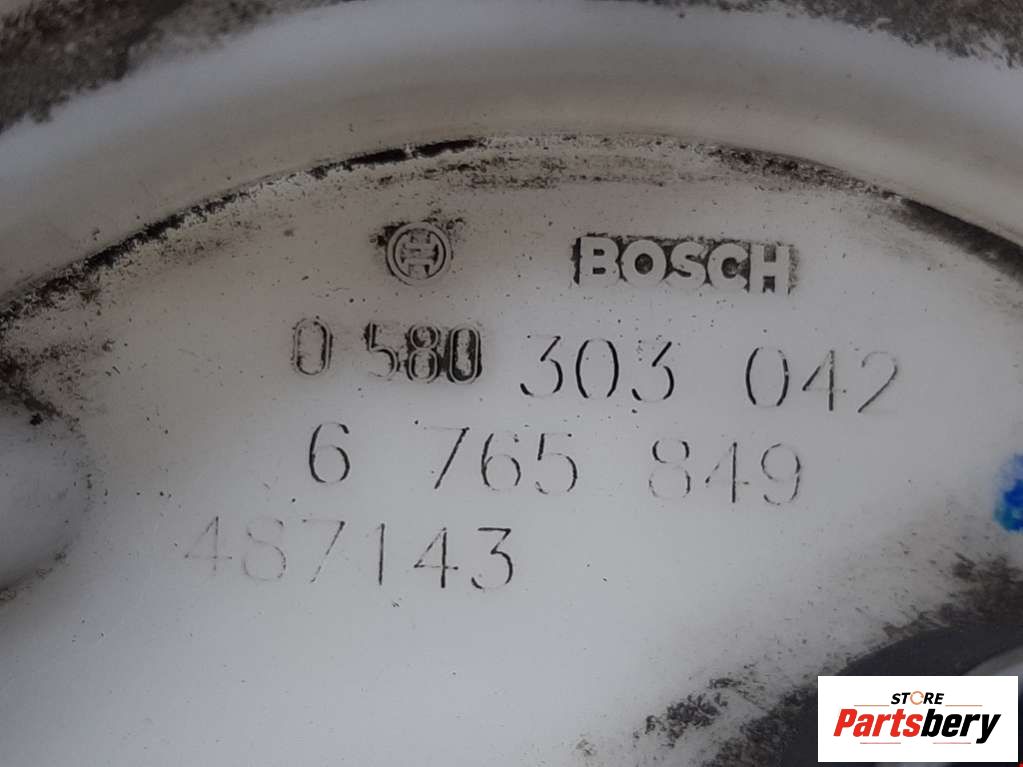 BOSCH
0 580 303 042
6 765 849
487143
STORE
Partsbery